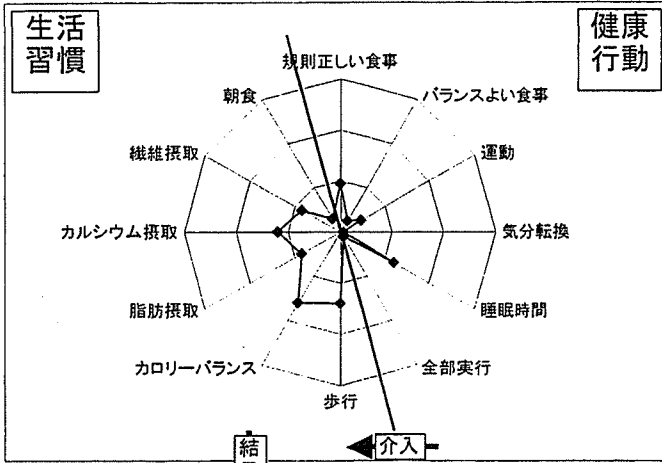 生活
習慣
健康
行動
規則正しい食事
朝食
バランスよい食事
繊維摂取
運動
カルシウム摂取
気分転換
脂肪摂取
睡眠時間
カロリーバランス
全部実行
歩行
結
介入